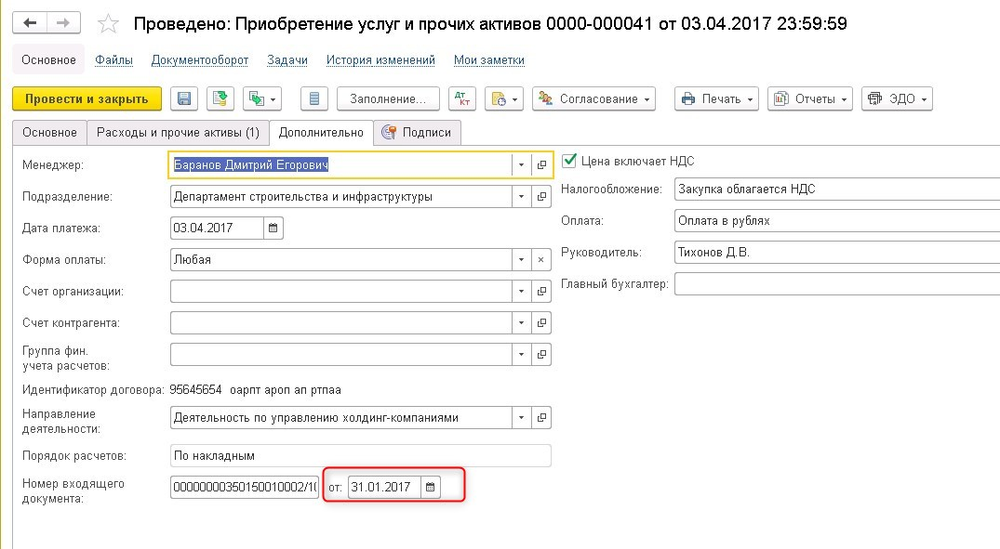 Проведено: Приобретение услуг и прочих активов 0000-000041 от 03.04.2017 23:59:59
Основное Файлы Документооборот Задачи История изменений Мои заметки
Провести и закрыть Заполнение... Дт Кт Согласование Печать Отчеты ЭДО
Основное Расходы и прочие активы (1) Дополнительно Подписи
Менеджер: Баранов Дмитрий Егорович Цена включает НДС
Подразделение: Департамент строительства и инфраструктуры Налогообложение: Закупка облагается НДС
Дата платежа: 03.04.2017 Оплата: Оплата в рублях
Форма оплаты: Любая Руководитель: Тихонов Д.В.
Счет организации: Главный бухгалтер:
Счет контрагента:
Группа фин.
учета расчетов:
Идентификатор договора: 95645654 оарпт ароп ап ртпаа
Направление
деятельности: Деятельность по управлению холдинг-компаниями
Порядок расчетов: По накладным
Номер входящего
документа: от: 31.01.2017